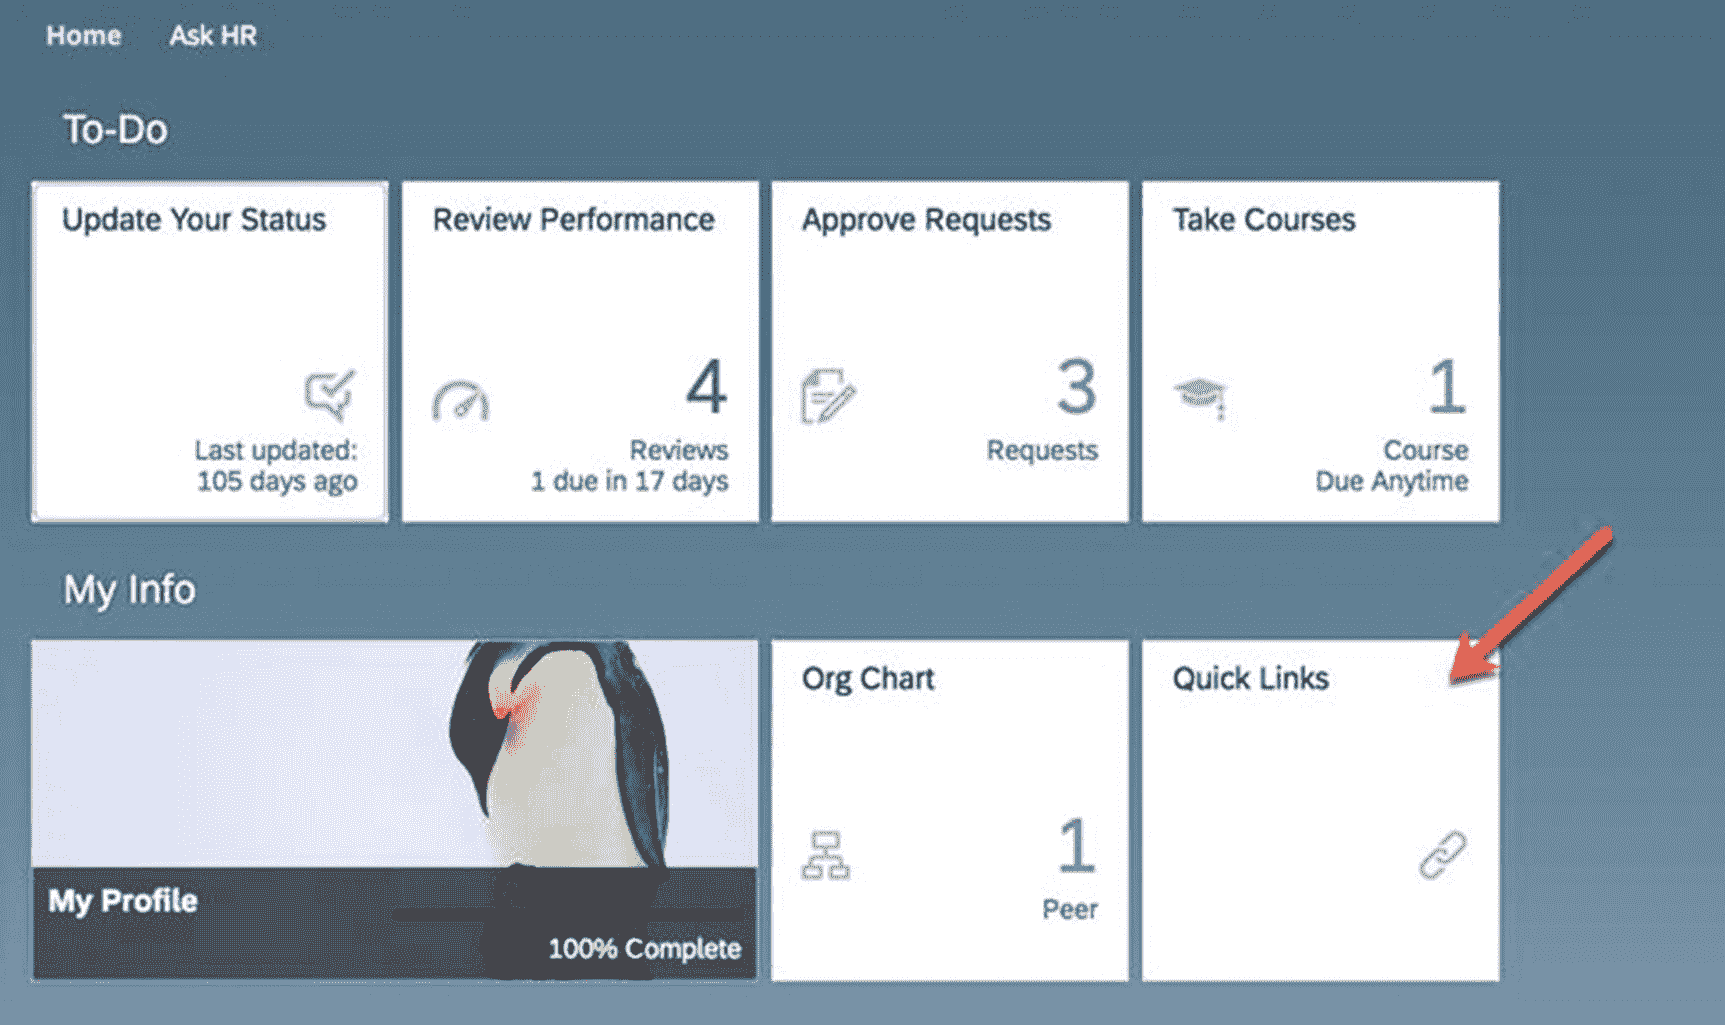 Home Ask HR
To-Do
Update Your Status
Last updated:
105 days ago
Review Performance
4
Reviews
1 due in 17 days
Approve Requests
3
Requests
Take Courses
1
Course
Due Anytime
My Info
My Profile
100% Complete
Org Chart
1
Peer
Quick Links